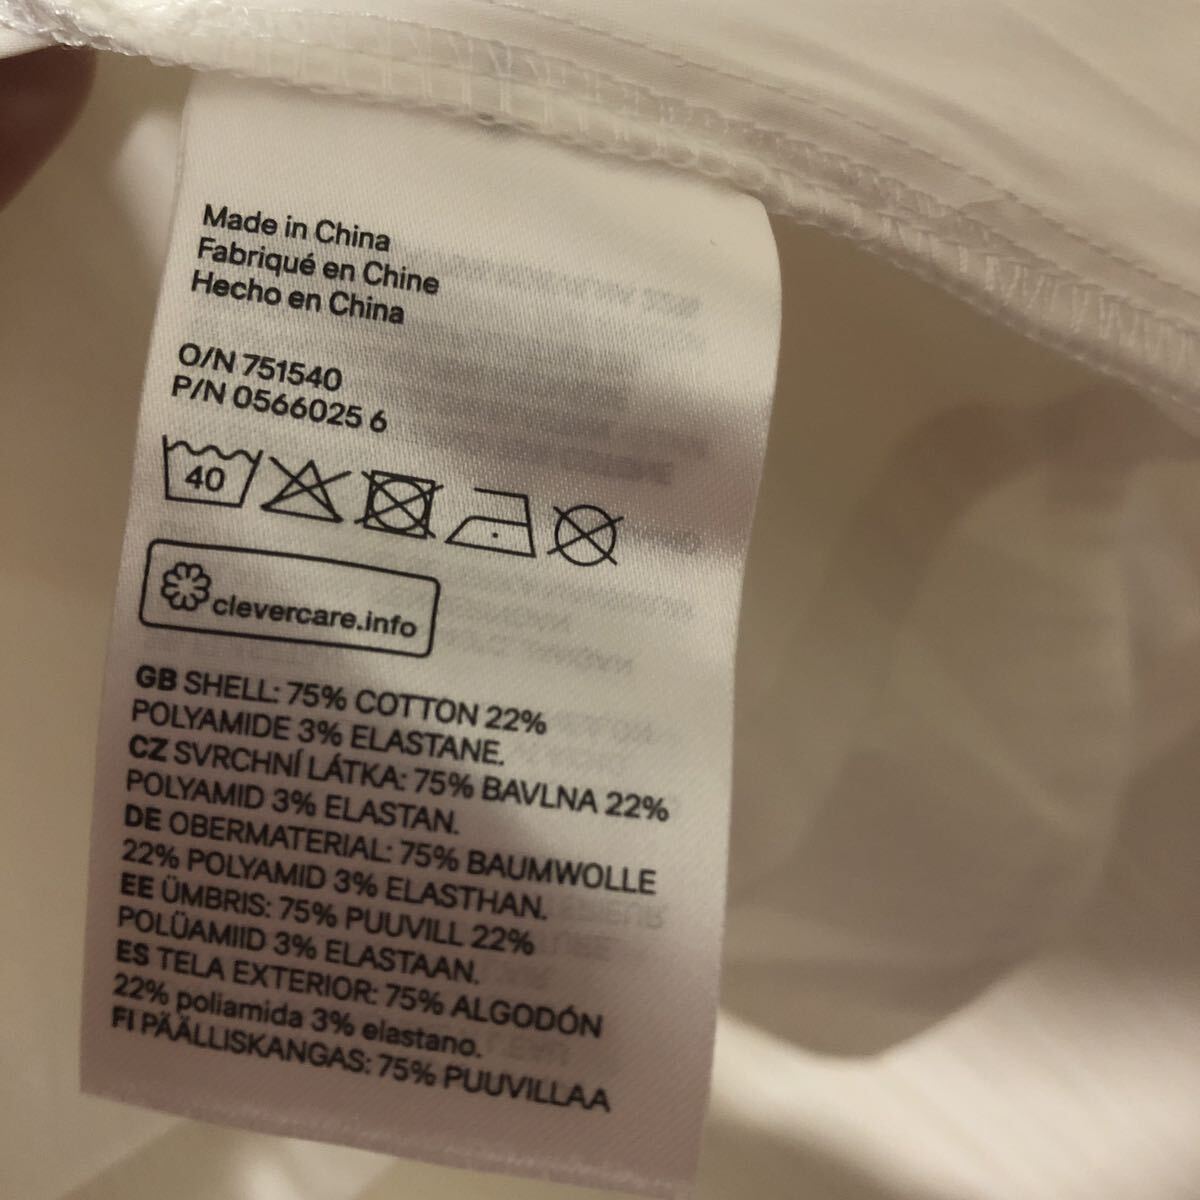 Made in China
Fabriqué en Chine
Hecho en China
O/N 751540
P/N 0566025 6
40
clevercare.info
GB SHELL: 75% COTTON 22%
POLYAMIDE 3% ELASTANE.
CZ SVRCHNÍ LÁTKA: 75% BAVLNA 22%
POLYAMID 3% ELASTAN.
DE OBERMATERIAL: 75% BAUMWOLLE
22% POLYAMID 3% ELASTHAN.
EE ÜMBRIS: 75% PUUVILL 22%
POLÜAMIID 3% ELASTAAN.
ES TELA EXTERIOR: 75% ALGODÓN
22% poliamida 3% elastano.
FI PÄÄLLISKANGAS: 75% PUUVILLAA